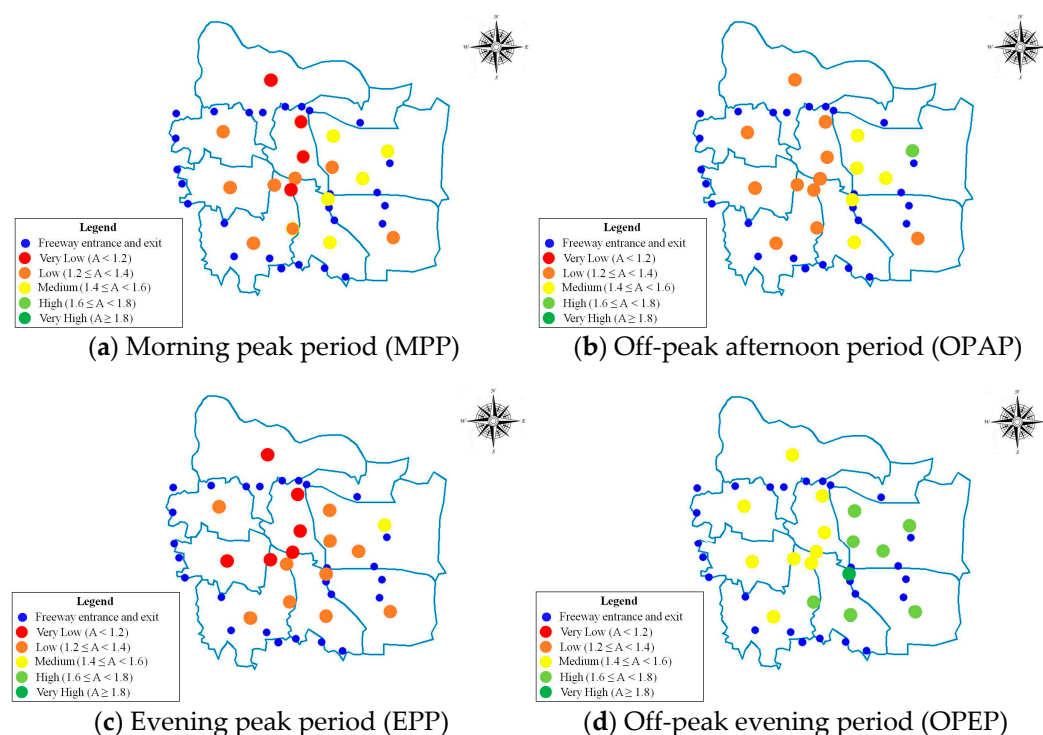 N
W
E
S
Legend
Freeway entrance and exit
Very Low (A < 1.2)
Low (1.2 ≤ A < 1.4)
Medium (1.4 ≤ A < 1.6)
High (1.6 ≤ A < 1.8)
Very High (A ≥ 1.8)
(a) Morning peak period (MPP)
N
W
E
S
Legend
Freeway entrance and exit
Very Low (A < 1.2)
Low (1.2 ≤ A < 1.4)
Medium (1.4 ≤ A < 1.6)
High (1.6 ≤ A < 1.8)
Very High (A ≥ 1.8)
(b) Off-peak afternoon period (OPAP)
N
W
E
S
Legend
Freeway entrance and exit
Very Low (A < 1.2)
Low (1.2 ≤ A < 1.4)
Medium (1.4 ≤ A < 1.6)
High (1.6 ≤ A < 1.8)
Very High (A ≥ 1.8)
(c) Evening peak period (EPP)
N
W
E
S
Legend
Freeway entrance and exit
Very Low (A < 1.2)
Low (1.2 ≤ A < 1.4)
Medium (1.4 ≤ A < 1.6)
High (1.6 ≤ A < 1.8)
Very High (A ≥ 1.8)
(d) Off-peak evening period (OPEP)